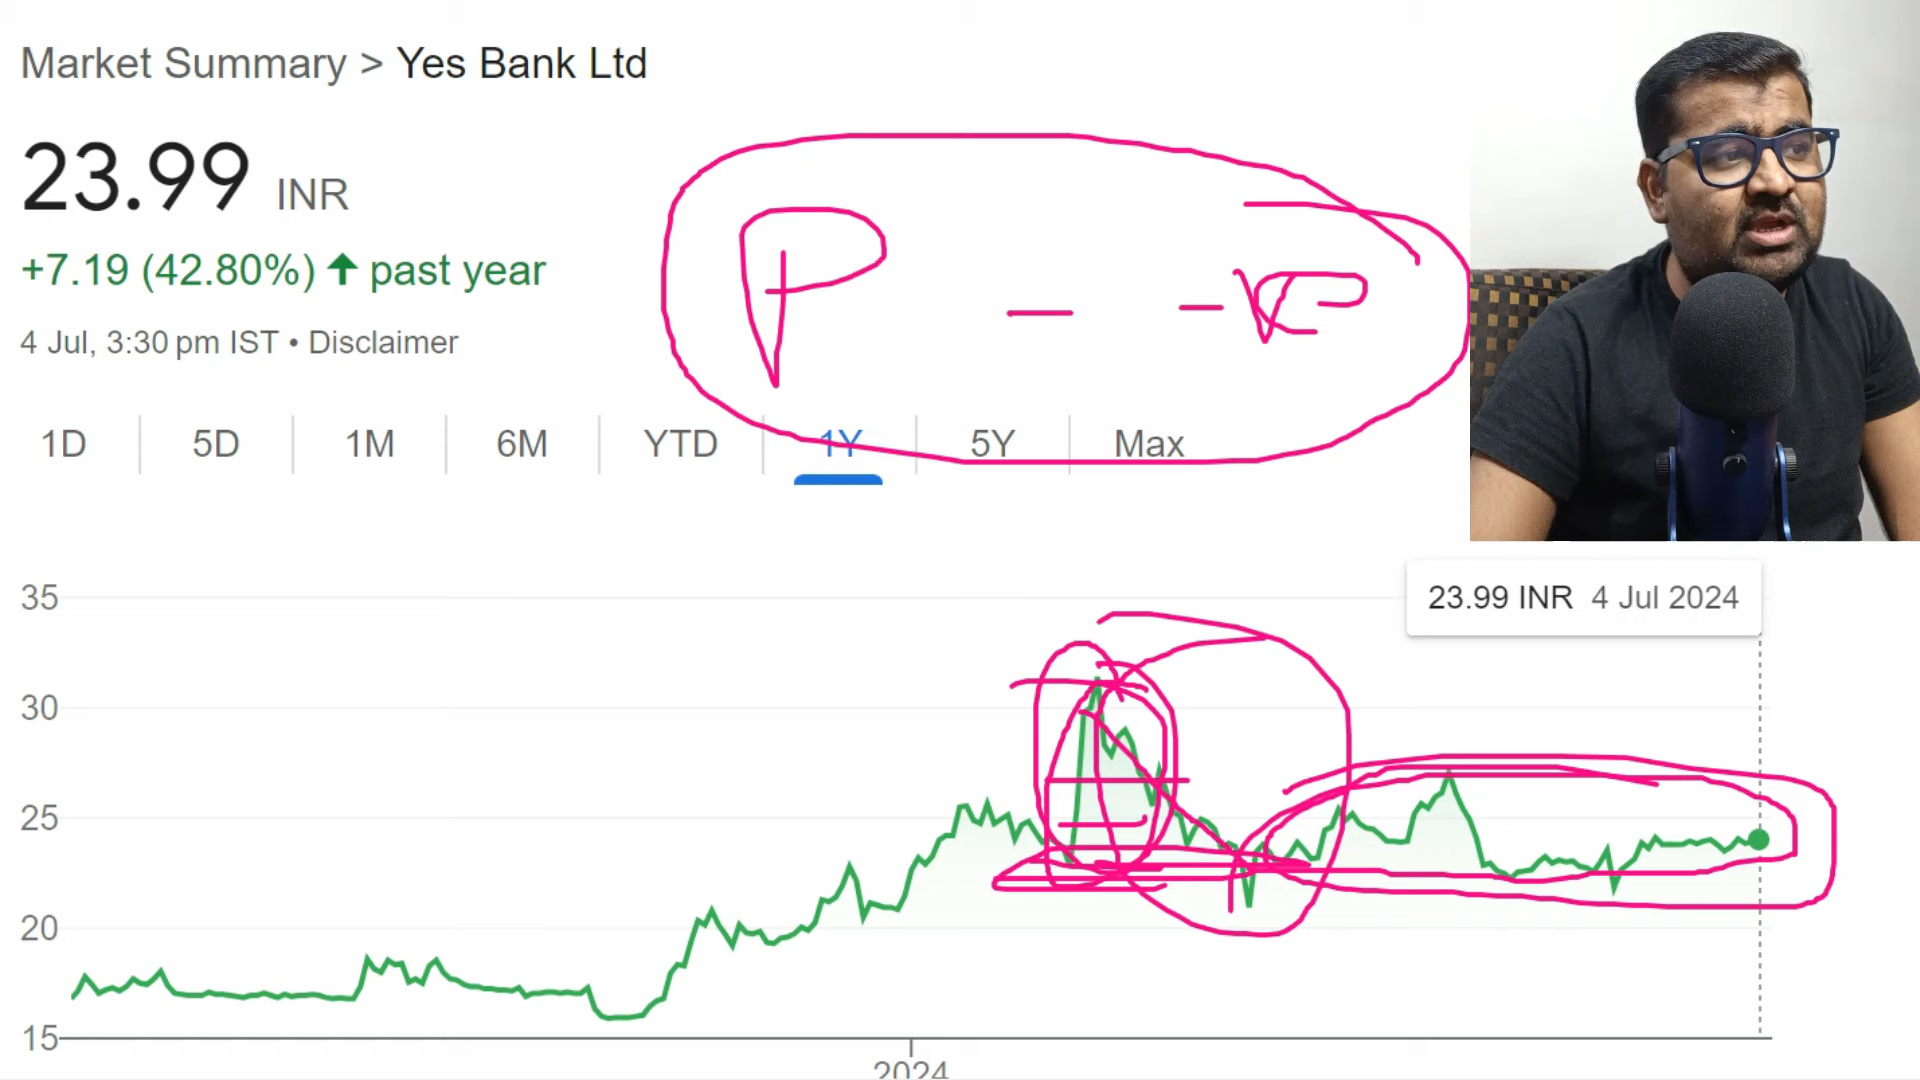 Market Summary > Yes Bank Ltd
23.99 INR
+7.19 (42.80%) ↑ past year
4 Jul, 3:30 pm IST • Disclaimer
1D 5D 1M 6M YTD 1Y 5Y Max
23.99 INR 4 Jul 2024
35
30
25
20
15
2024